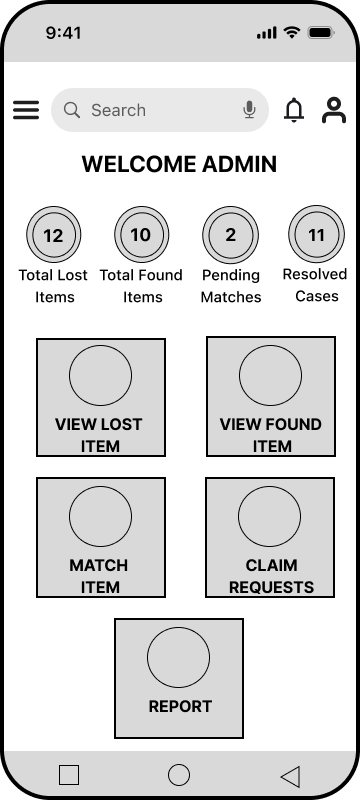 9:41
Search
WELCOME ADMIN
12
10
2
11
Total Lost
Items
Total Found
Items
Pending
Matches
Resolved
Cases
VIEW LOST
ITEM
VIEW FOUND
ITEM
MATCH
ITEM
CLAIM
REQUESTS
REPORT